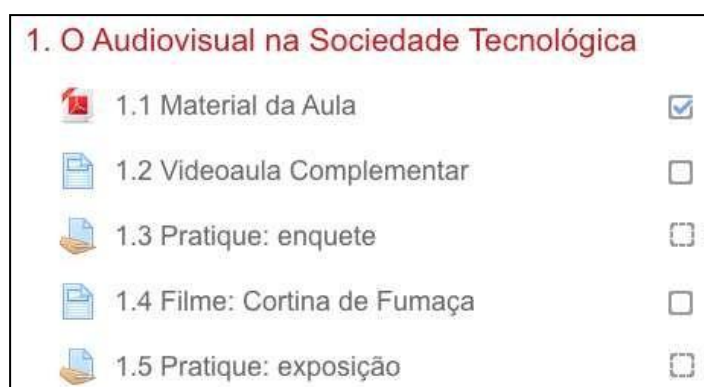 1. O Audiovisual na Sociedade Tecnológica
1.1 Material da Aula
1.2 Videoaula Complementar
1.3 Pratique: enquete
1.4 Filme: Cortina de Fumaça
1.5 Pratique: exposição